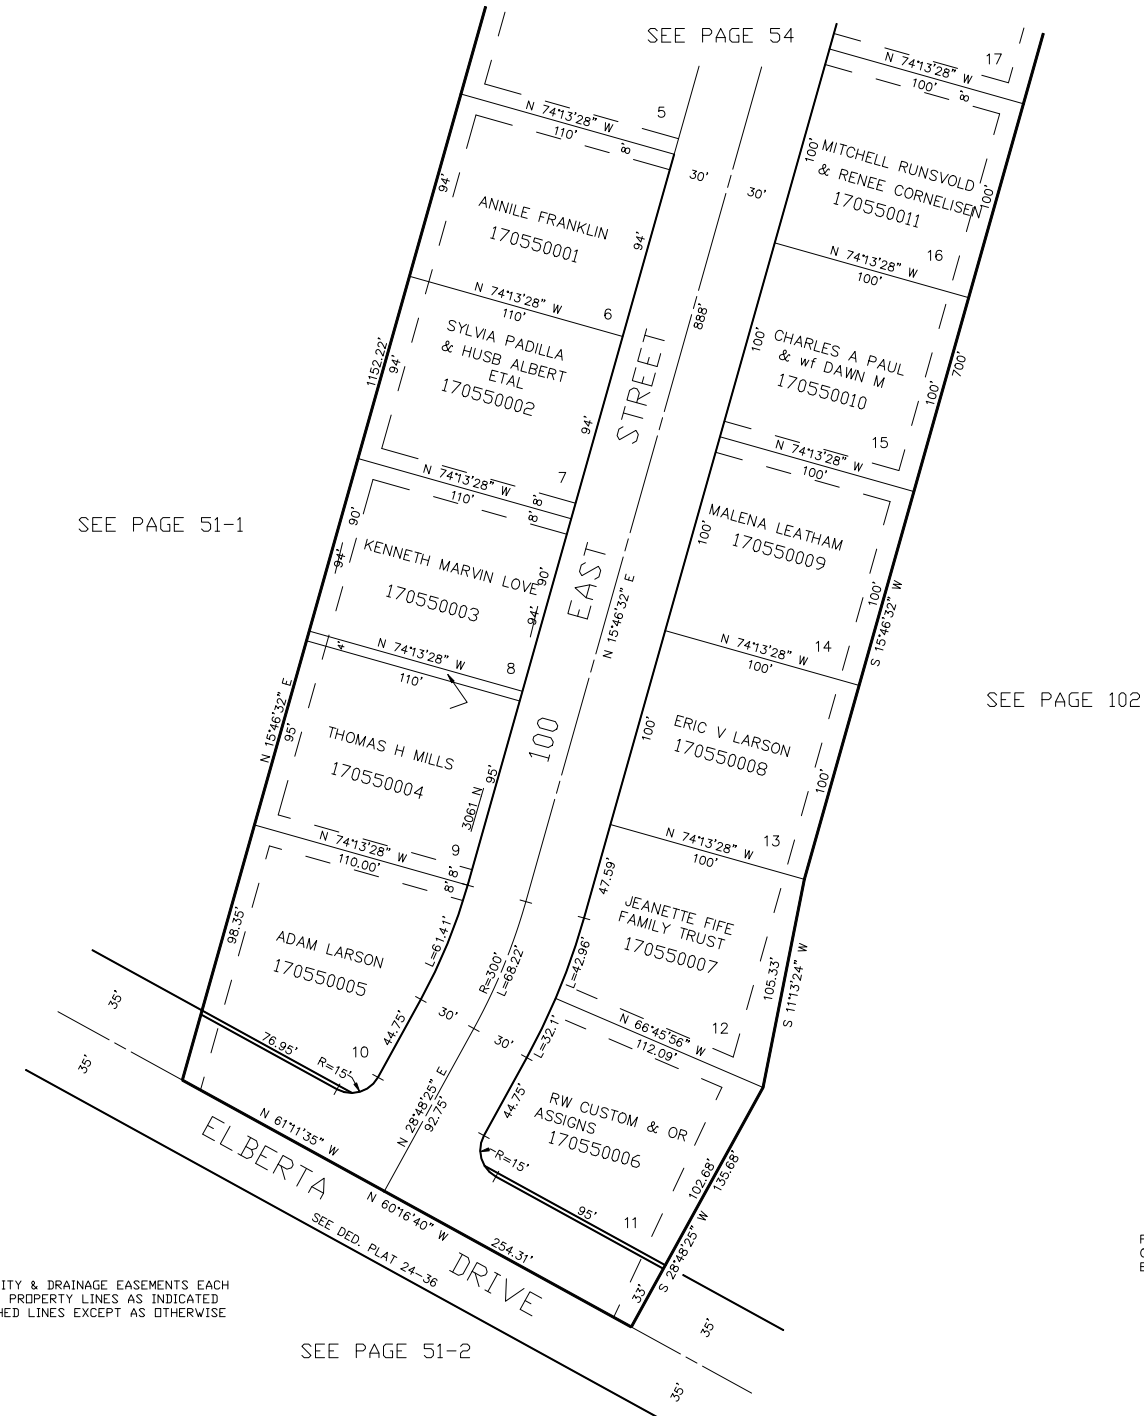 SEE PAGE 54
17
N 74°13'28" W
100'
8'
5
N 74°13'28" W
110'
8'
30'
30'
94'
ANNILE FRANKLIN
170550001
94'
100'
MITCHELL RUNSVOLD
& RENEE CORNELISEN
170550011
100'
16
N 74°13'28" W
100'
N 74°13'28" W
110'
6
888'
1152.22'
94'
SYLVIA PADILLA
& HUSB ALBERT
ETAL
170550002
94'
100'
CHARLES A PAUL
& wf DAWN M
170550010
100'
700'
15
N 74°13'28" W
100'
7
N 74°13'28" W
110'
8'
8'
SEE PAGE 51-1
90'
94'
KENNETH MARVIN LOVE
170550003
90'
94'
100 EAST STREET
N 15°46'32" E
100'
MALENA LEATHAM
170550009
100'
S 15°46'32" W
14
N 74°13'28" W
100'
4'
N 74°13'28" W
110'
8
SEE PAGE 102
N 15°46'32" E
95'
THOMAS H MILLS
170550004
3061 N
95'
100'
ERIC V LARSON
170550008
100'
13
N 74°13'28" W
100'
9
N 74°13'28" W
110.00'
8'
8'
98.35'
ADAM LARSON
170550005
L=61.41'
44.75'
10
76.95'
R=15'
R=300'
L=68.22'
30'
30'
47.59'
L=42.96'
JEANETTE FIFE
FAMILY TRUST
170550007
105.33'
S 11°13'24" W
12
N 66°45'56" W
112.09'
L=32.1'
44.75'
RW CUSTOM & OR
ASSIGNS
170550006
R=15'
95'
11
102.68'
135.68'
S 28°48'25" W
33'
N 28°48'25" E
92.75'
35'
35'
N 61°11'35" W
ELBERTA DRIVE
N 60°16'40" W
254.31'
SEE DED. PLAT 24-36
35'
35'
ITY & DRAINAGE EASEMENTS EACH
PROPERTY LINES AS INDICATED
HED LINES EXCEPT AS OTHERWISE
SEE PAGE 51-2